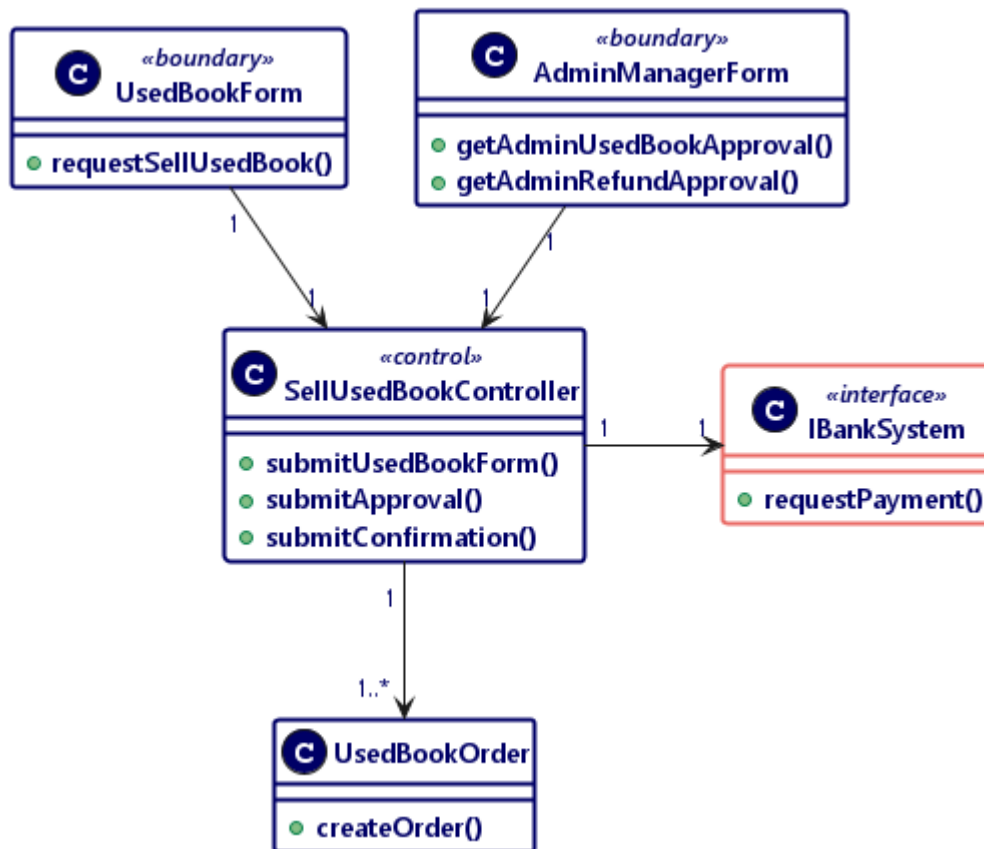 C
«boundary»
UsedBookForm
requestSellUsedBook()
C
«boundary»
AdminManagerForm
getAdminUsedBookApproval()
getAdminRefundApproval()
1
1
1
1
C
«control»
SellUsedBookController
submitUsedBookForm()
submitApproval()
submitConfirmation()
1
1
C
«interface»
IBankSystem
requestPayment()
1
1..*
C
UsedBookOrder
createOrder()